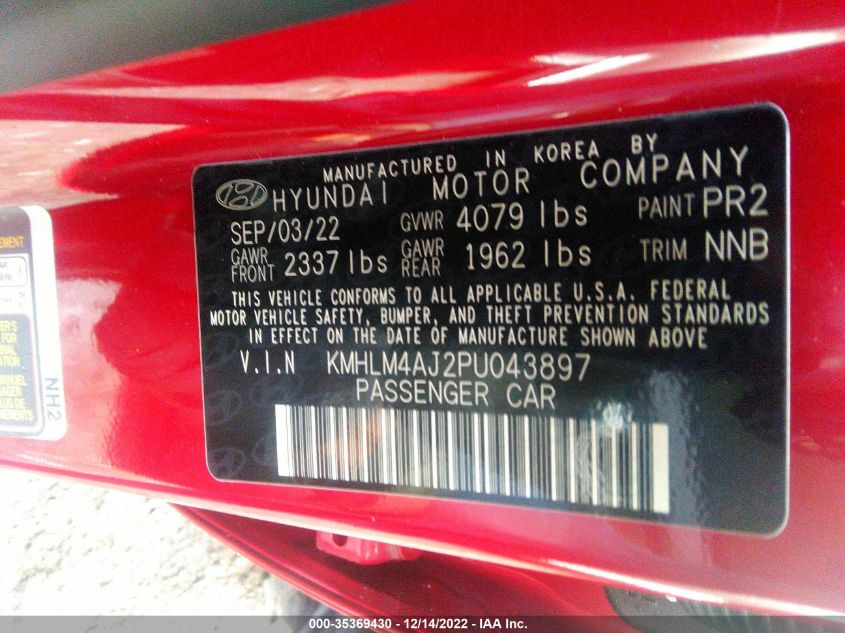 MANUFACTURED IN KOREA BY
HYUNDAI MOTOR COMPANY
SEP/03/22 GVWR 4079 lbs PAINT PR2
GAWR FRONT 2337 lbs GAWR REAR 1962 lbs TRIM NNB
THIS VEHICLE CONFORMS TO ALL APPLICABLE U.S.A. FEDERAL
MOTOR VEHICLE SAFETY, BUMPER, AND THEFT PREVENTION STANDARDS
IN EFFECT ON THE DATE OF MANUFACTURE SHOWN ABOVE
V.I.N KMHLM4AJ2PU043897
PASSENGER CAR
NH2
000-35369430 - 12/14/2022 - IAA Inc.